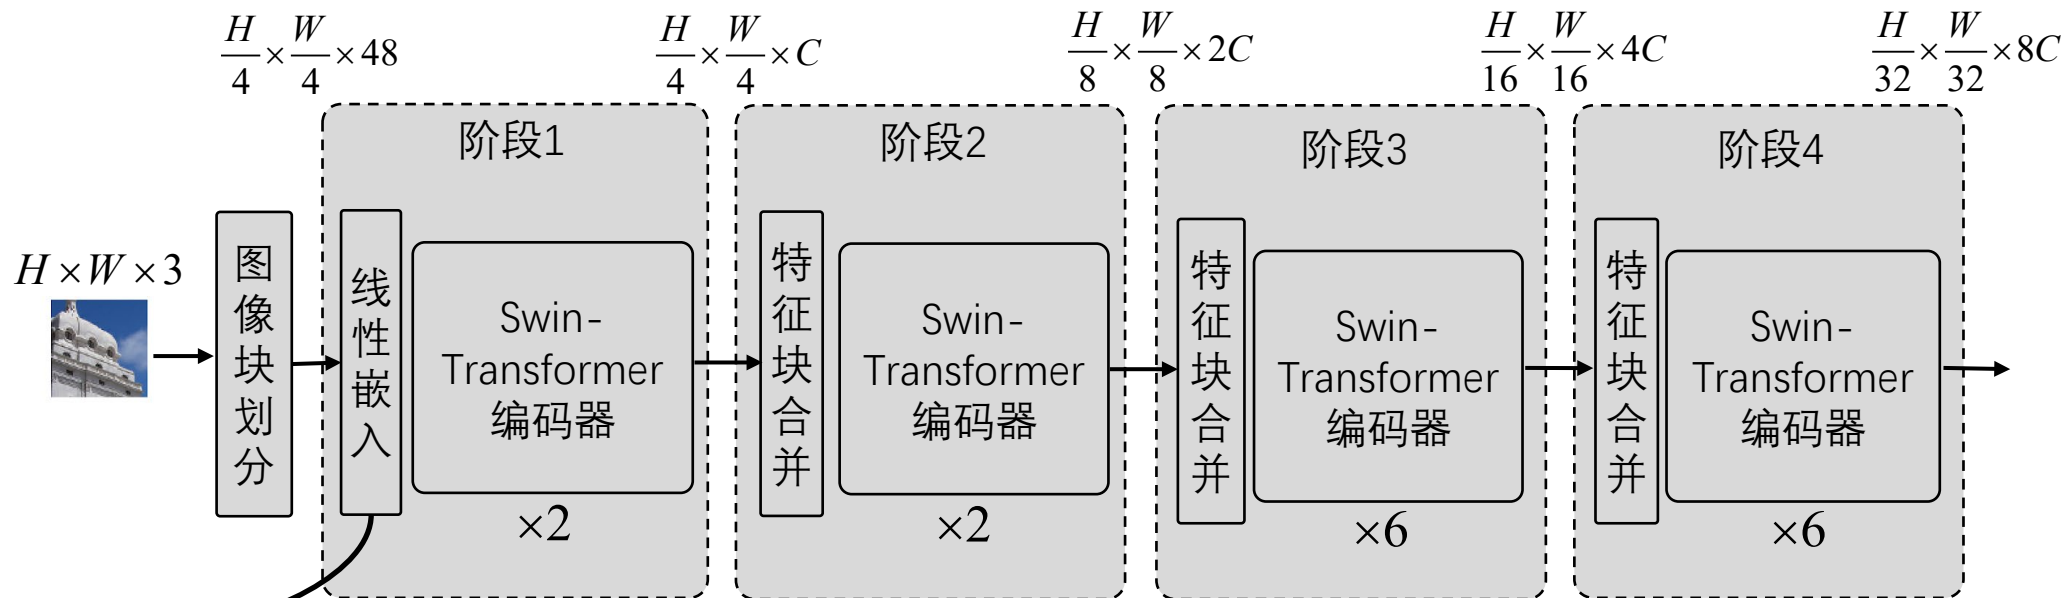 H/4 × W/4 × 48
H/4 × W/4 × C
H/8 × W/8 × 2C
H/16 × W/16 × 4C
H/32 × W/32 × 8C
阶段1
阶段2
阶段3
阶段4
H × W × 3
图像块划分
线性嵌入
Swin-
Transformer
编码器
×2
特征块合并
Swin-
Transformer
编码器
×2
特征块合并
Swin-
Transformer
编码器
×6
特征块合并
Swin-
Transformer
编码器
×6